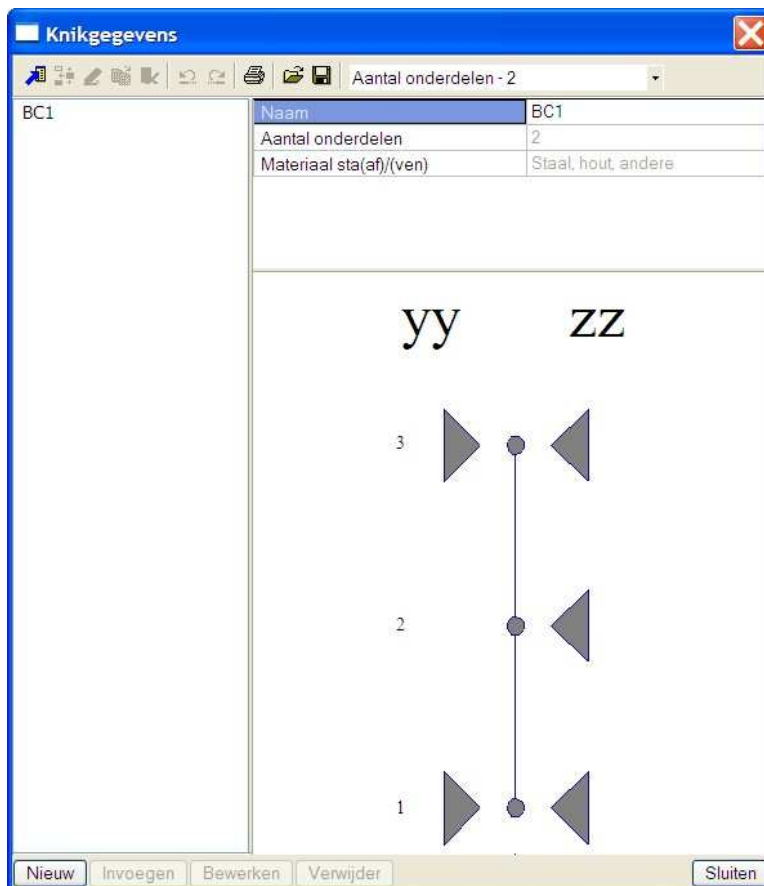 Knikgegevens
Aantal onderdelen - 2
BC1
Naam BC1
Aantal onderdelen 2
Materiaal sta(af)/(ven) Staal, hout, andere
yy zz
3
2
1
Nieuw Invoegen Bewerken Verwijder Sluiten